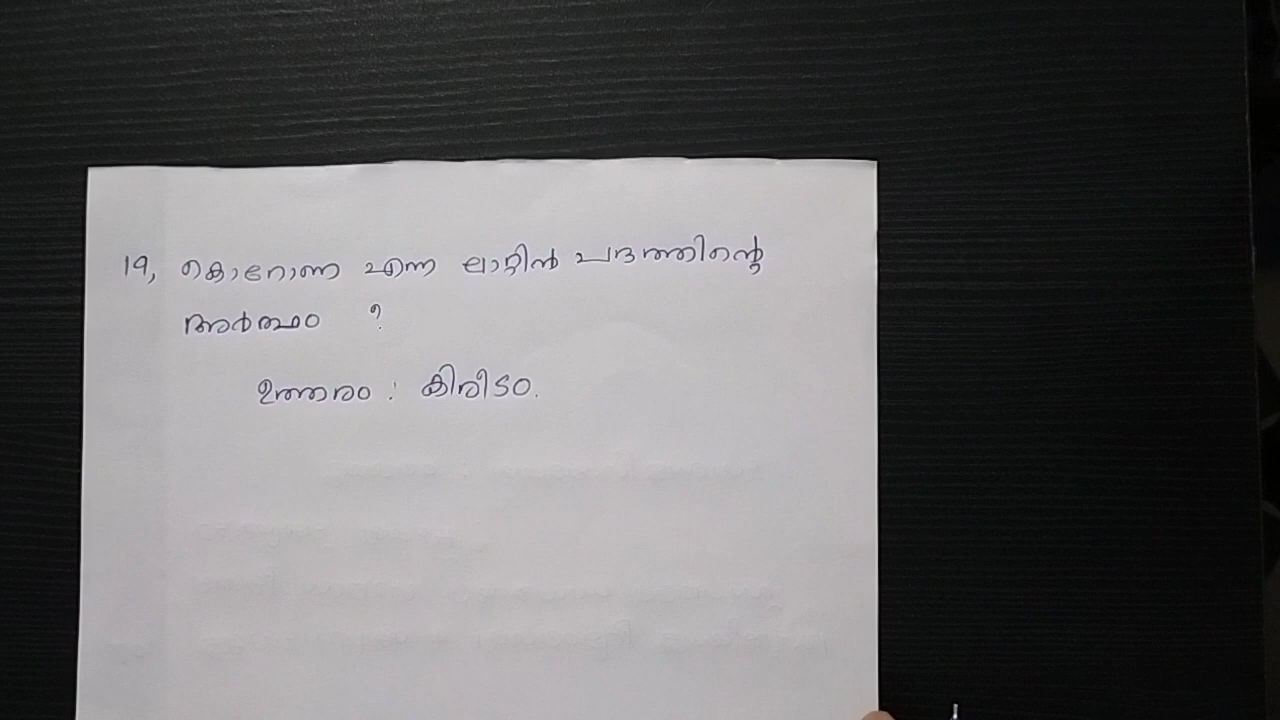 19, കൊറോണ എന്ന ലാറ്റിൻ പദത്തിന്റെ
അർത്ഥം ?
ഉത്തരം : കിരീടം.